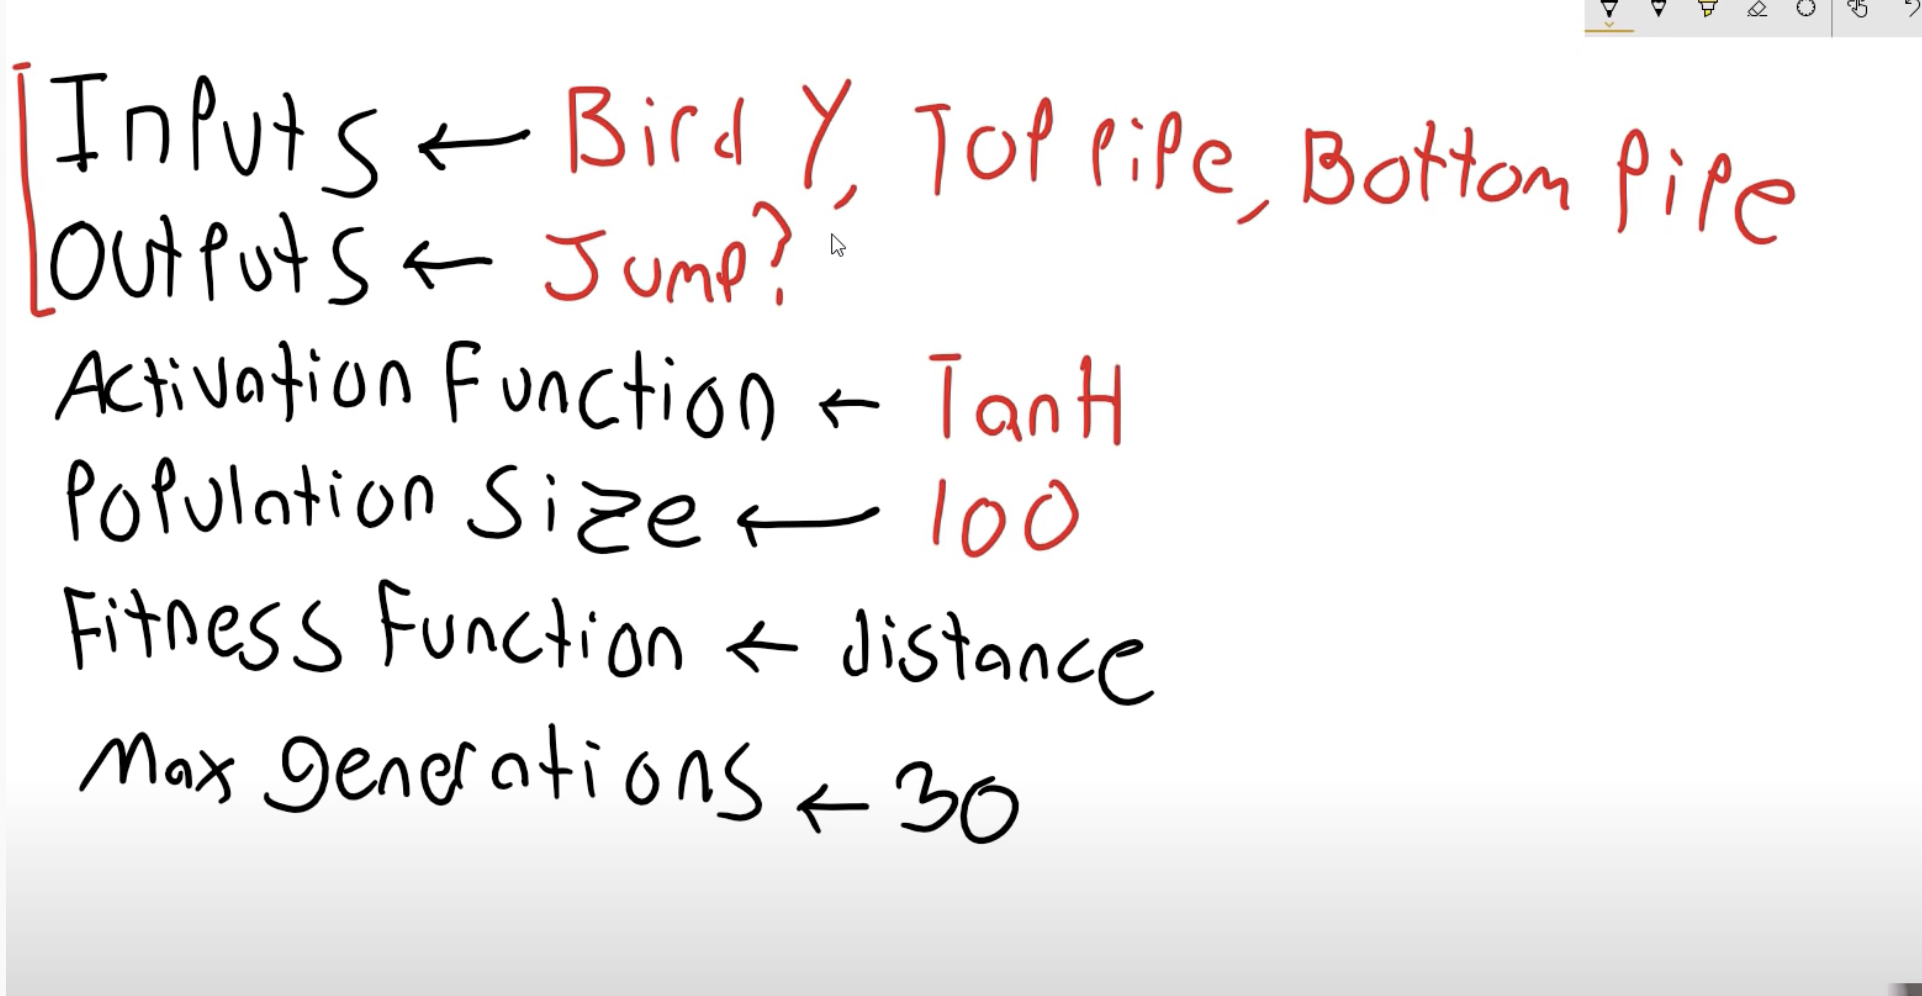 Inputs ← Bird Y, Top Pipe, Bottom Pipe
Outputs ← Jump?
Activation Function ← TanH
Population Size ← 100
Fitness Function ← distance
Max generations ← 30